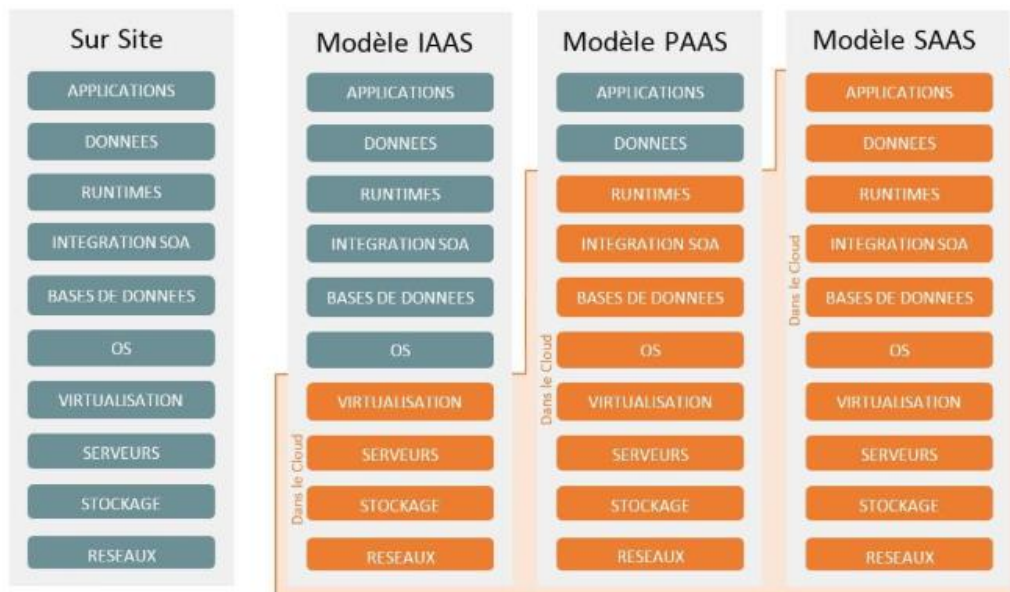 Sur Site
APPLICATIONS
DONNEES
RUNTIMES
INTEGRATION SOA
BASES DE DONNEES
OS
VIRTUALISATION
SERVEURS
STOCKAGE
RESEAUX
Modèle IAAS
APPLICATIONS
DONNEES
RUNTIMES
INTEGRATION SOA
BASES DE DONNEES
OS
VIRTUALISATION
SERVEURS
STOCKAGE
RESEAUX
Dans le Cloud
Modèle PAAS
APPLICATIONS
DONNEES
RUNTIMES
INTEGRATION SOA
BASES DE DONNEES
OS
VIRTUALISATION
SERVEURS
STOCKAGE
RESEAUX
Dans le Cloud
Modèle SAAS
APPLICATIONS
DONNEES
RUNTIMES
INTEGRATION SOA
BASES DE DONNEES
OS
VIRTUALISATION
SERVEURS
STOCKAGE
RESEAUX
Dans le Cloud